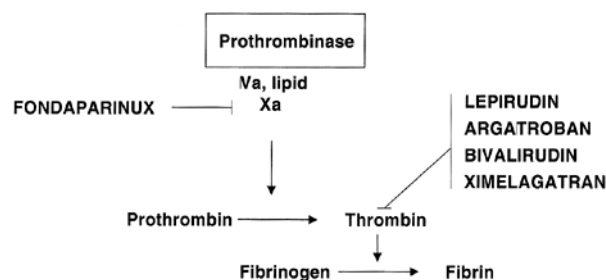 Prothrombinase
Va, lipid
FONDAPARINUX
Xa
LEPIRUDIN
ARGATROBAN
BIVALIRUDIN
XIMELAGATRAN
Prothrombin
Thrombin
Fibrinogen
Fibrin